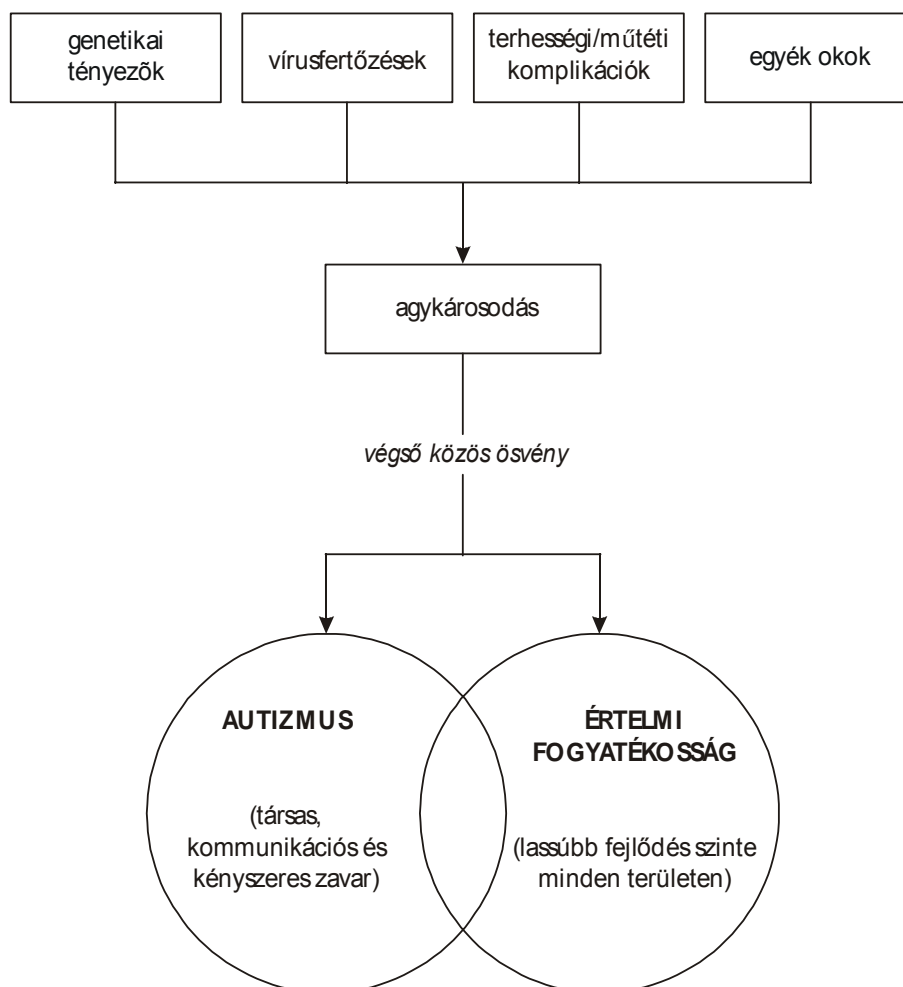 genetikai
tényezõk
vírusfertőzések
terhességi/műtéti
komplikációk
egyék okok
agykárosodás
végső közös ösvény
AUTIZMUS
(társas,
kommunikációs és
kényszeres zavar)
ÉRTELMI
FOGYATÉKOSSÁG
(lassúbb fejlődés szinte
minden területen)